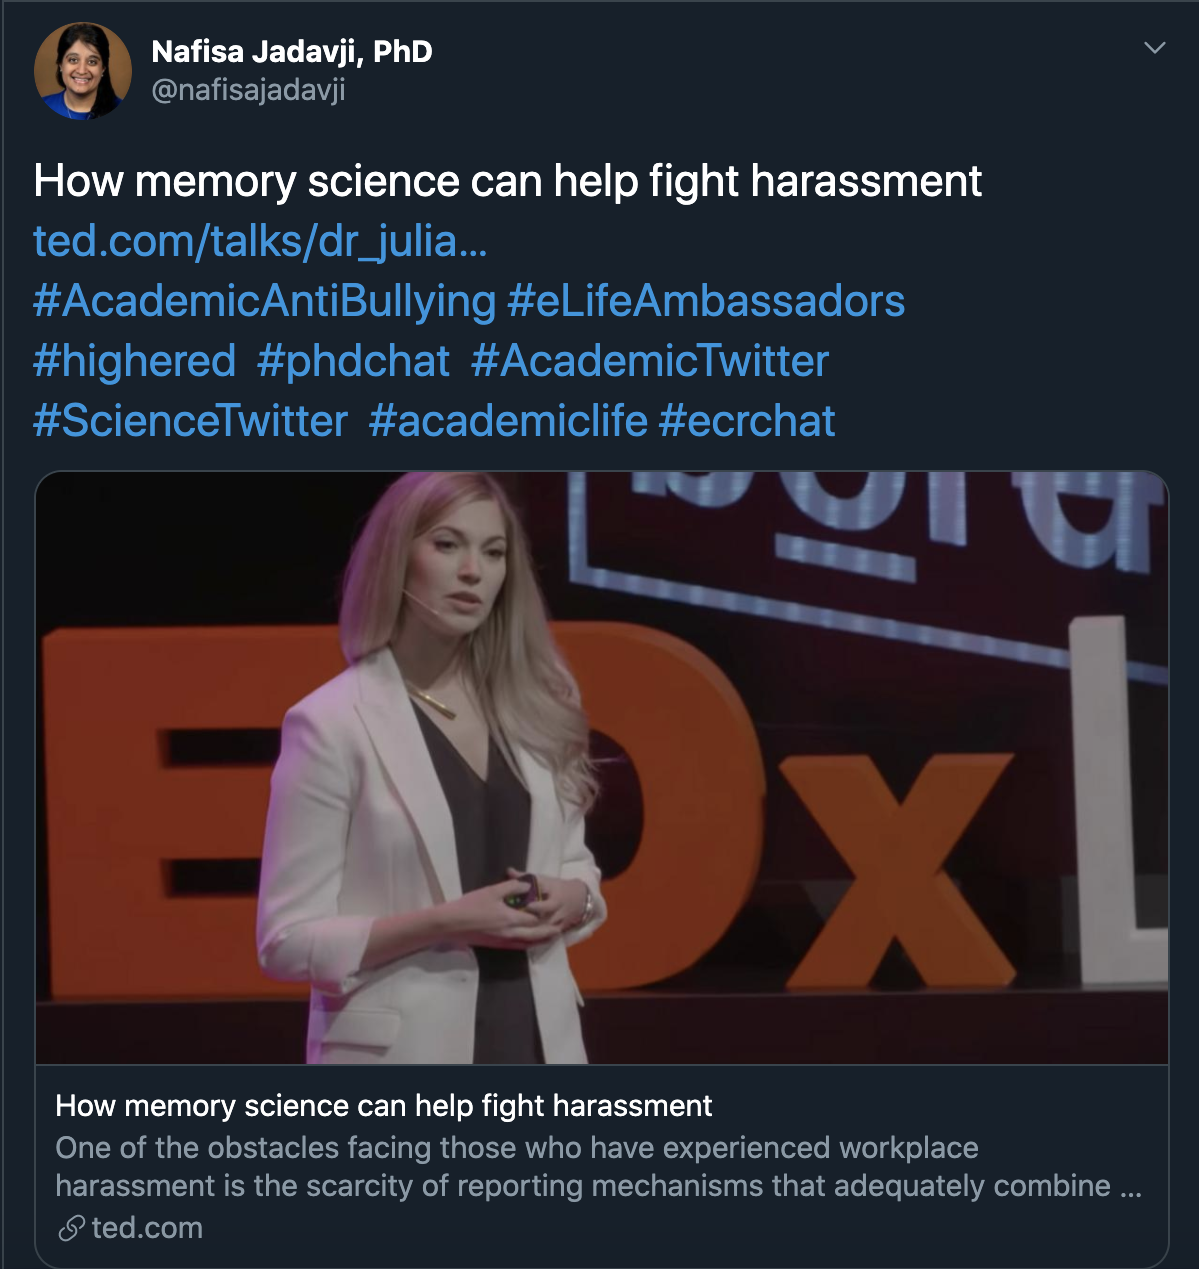 Nafisa Jadavji, PhD
@nafisajadavji
How memory science can help fight harassment
ted.com/talks/dr_julia...
#AcademicAntiBullying #eLifeAmbassadors
#highered #phdchat #AcademicTwitter
#ScienceTwitter #academiclife #ecrchat
EDxL
How memory science can help fight harassment
One of the obstacles facing those who have experienced workplace
harassment is the scarcity of reporting mechanisms that adequately combine ...
ted.com